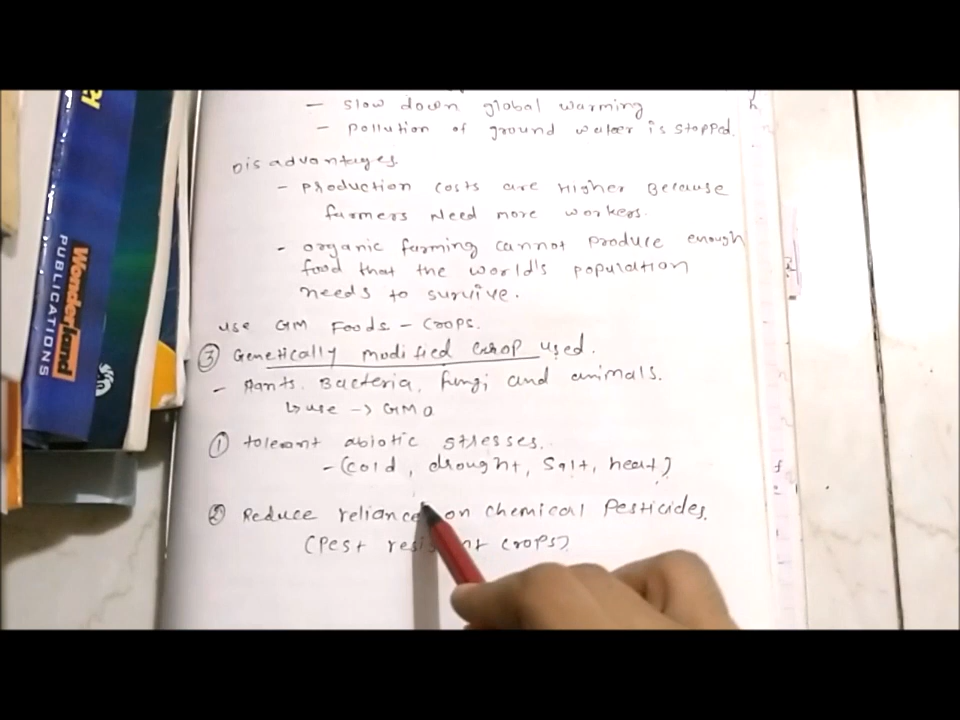 - slow down global warming
- pollution of ground water is stopped.
Disadvantages
- production costs are Higher Because
farmers Need more workers.
- organic farming cannot produce enough
food that the world's population
needs to survive.
use GM Foods - Crops.
③ Genetically modified crop used.
- Plants. Bacteria, fungi and animals.
↳ use → GMO
① tolerant abiotic stresses.
- (cold, drought, salt, heat)
② Reduce reliance on chemical Pesticides.
(Pest crops)
Wonderland
PUBLICATIONS